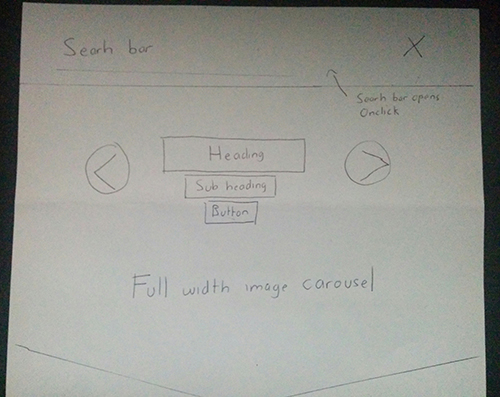 Searh bar
X
Searh bar opens
Onclick
Heading
Sub heading
Button
Full width image carousel